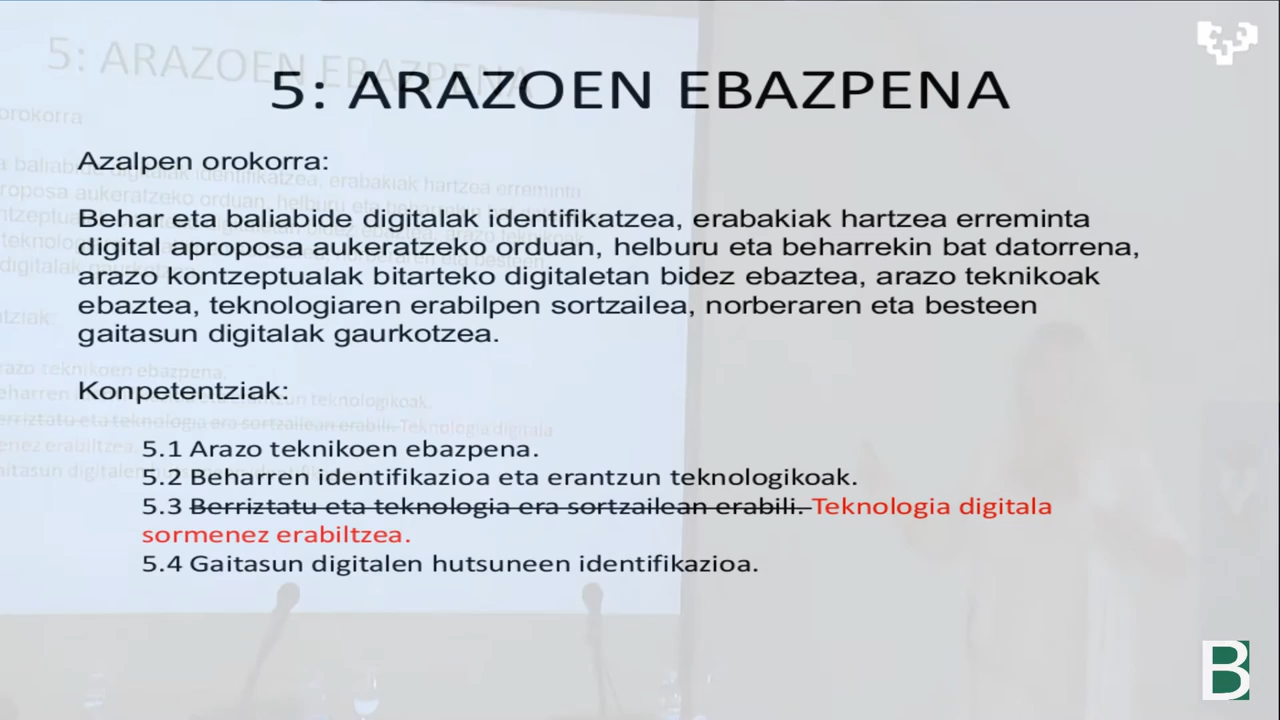 5: ARAZOEN EBAZPENA
Azalpen orokorra:
Behar eta baliabide digitalak identifikatzea, erabakiak hartzea erreminta
digital aproposa aukeratzeko orduan, helburu eta beharrekin bat datorrena,
arazo kontzeptualak bitarteko digitaletan bidez ebaztea, arazo teknikoak
ebaztea, teknologiaren erabilpen sortzailea, norberaren eta besteen
gaitasun digitalak gaurkotzea.
Konpetentziak:
5.1 Arazo teknikoen ebazpena.
5.2 Beharren identifikazioa eta erantzun teknologikoak.
5.3 Berriztatu eta teknologia era sortzailean erabili. Teknologia digitala
sormenez erabiltzea.
5.4 Gaitasun digitalen hutsuneen identifikazioa.
B